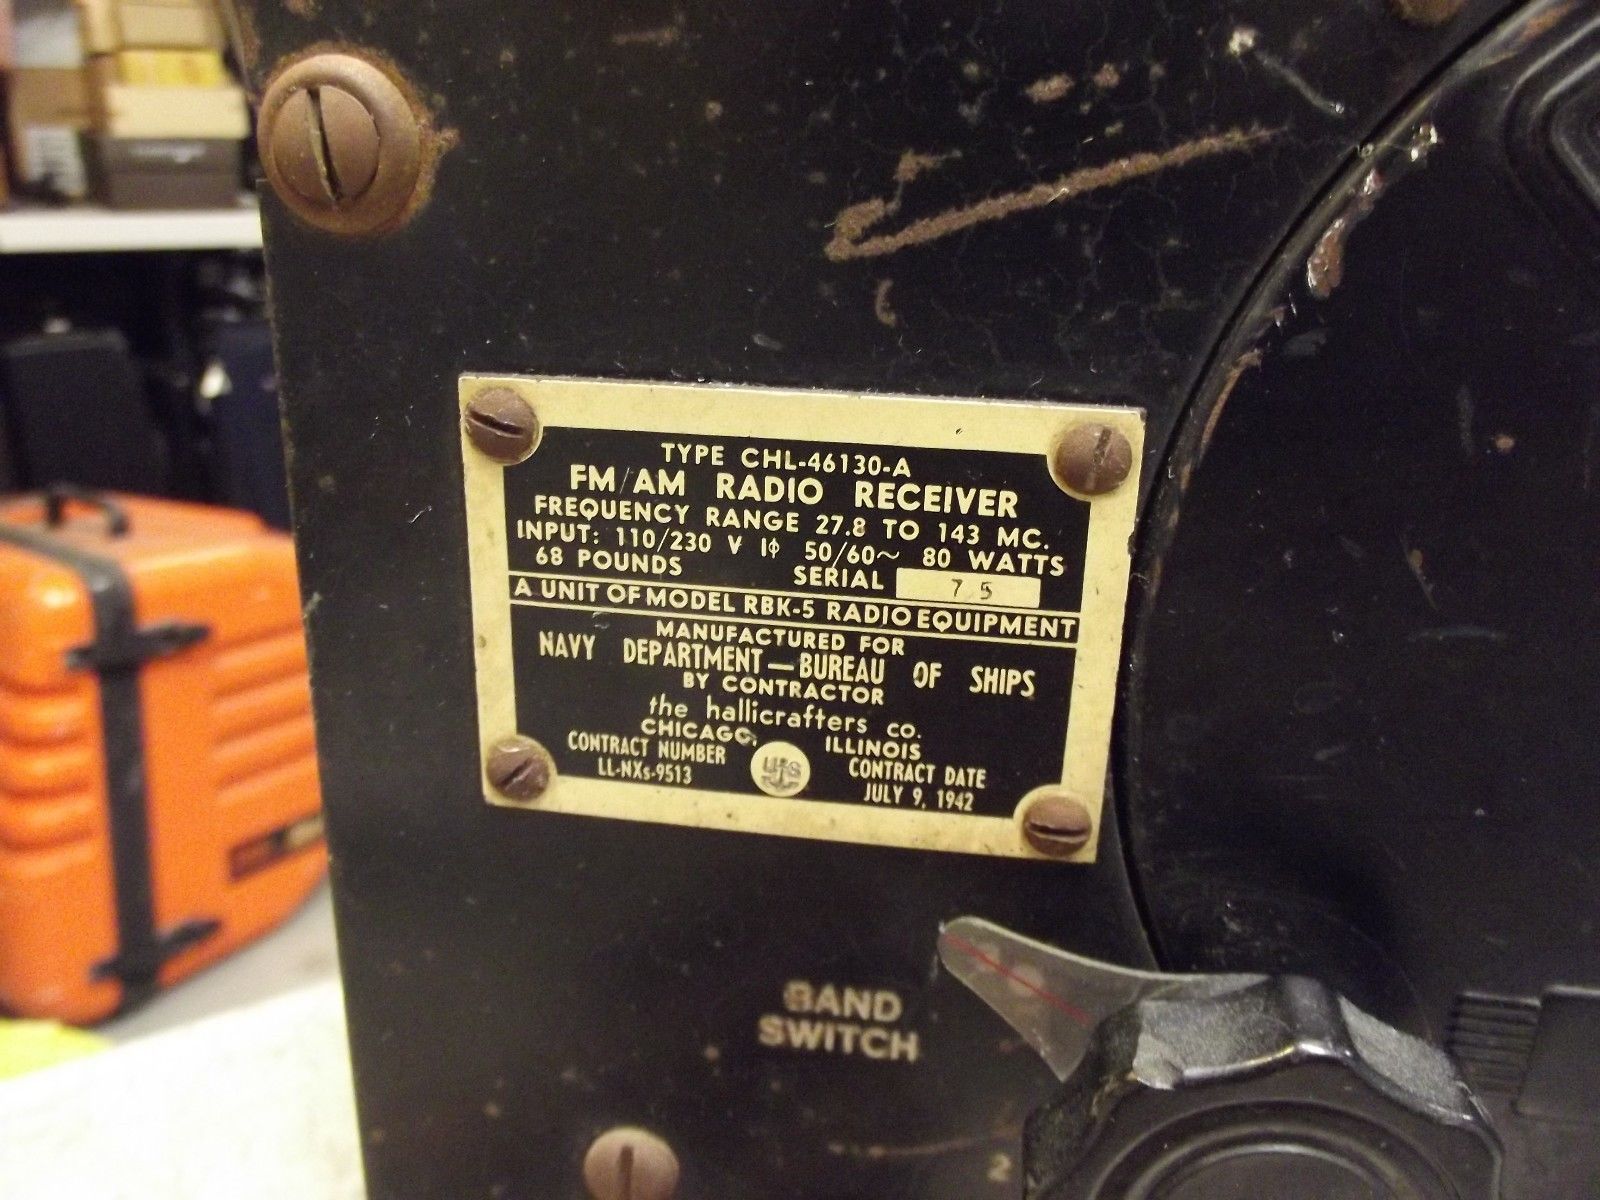 TYPE CHL-46130-A
FM/AM RADIO RECEIVER
FREQUENCY RANGE 27.8 TO 143 MC.
INPUT: 110/230 V 1ϕ 50/60~ 80 WATTS
68 POUNDS SERIAL 75
A UNIT OF MODEL RBK-5 RADIO EQUIPMENT
MANUFACTURED FOR
NAVY DEPARTMENT—BUREAU OF SHIPS
BY CONTRACTOR
the hallicrafters co.
CHICAGO, ILLINOIS
CONTRACT NUMBER CONTRACT DATE
LL-NXs-9513 US JULY 9, 1942
BAND
SWITCH
2